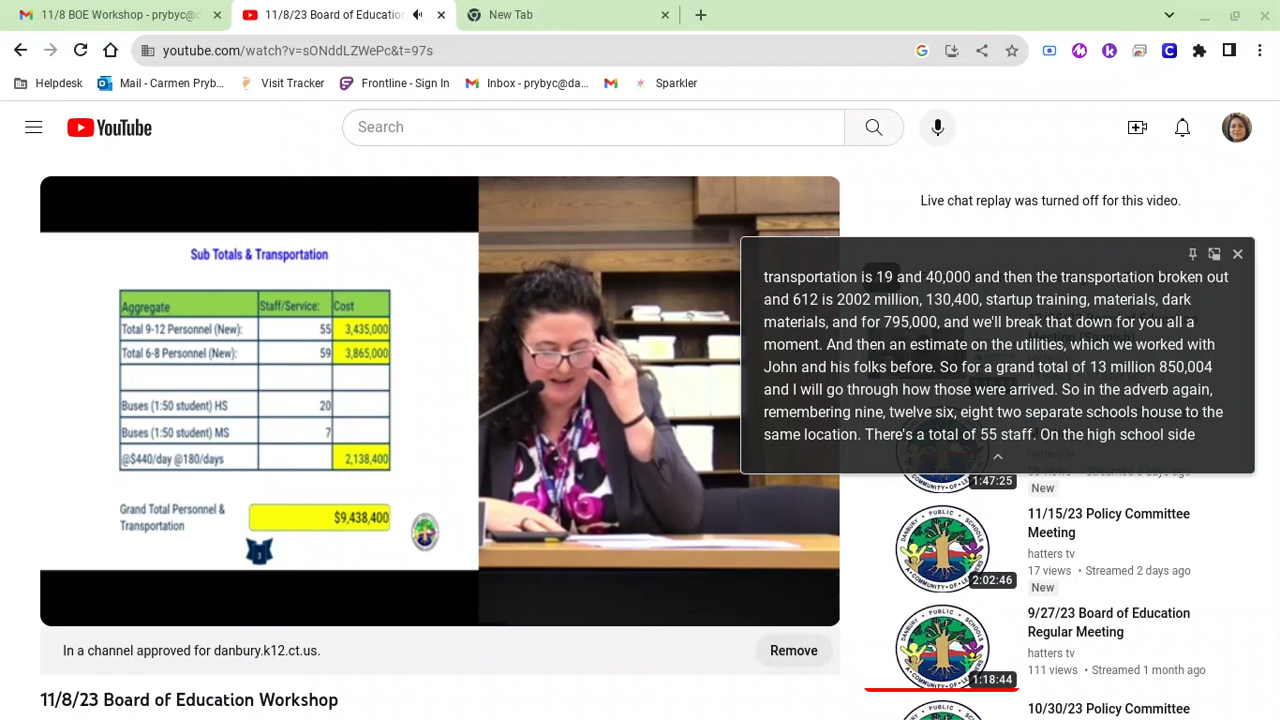 11/8 BOE Workshop - prybyc@d
11/8/23 Board of Education
New Tab
youtube.com/watch?v=sONddLZWePc&t=97s
Helpdesk
Mail - Carmen Pryb...
Visit Tracker
Frontline - Sign In
Inbox - prybyc@da...
Sparkler
YouTube
Search
Live chat replay was turned off for this video.
Sub Totals & Transportation
Aggregate Staff/Service: Cost
Total 9-12 Personnel (New): 55 3,435,000
Total 6-8 Personnel (New): 59 3,865,000
Buses (1:50 student) HS 20
Buses (1:50 student) MS 7
@$440/day @180/days 2,138,400
Grand Total Personnel &
Transportation
$9,438,400
3
transportation is 19 and 40,000 and then the transportation broken out
and 612 is 2002 million, 130,400, startup training, materials, dark
materials, and for 795,000, and we'll break that down for you all a
moment. And then an estimate on the utilities, which we worked with
John and his folks before. So for a grand total of 13 million 850,004
and I will go through how those were arrived. So in the adverb again,
remembering nine, twelve six, eight two separate schools house to the
same location. There's a total of 55 staff. On the high school side
1:47:25
New
11/15/23 Policy Committee
Meeting
hatters tv
17 views • Streamed 2 days ago
New
2:02:46
9/27/23 Board of Education
Regular Meeting
hatters tv
111 views • Streamed 1 month ago
1:18:44
10/30/23 Policy Committee
In a channel approved for danbury.k12.ct.us.
Remove
11/8/23 Board of Education Workshop